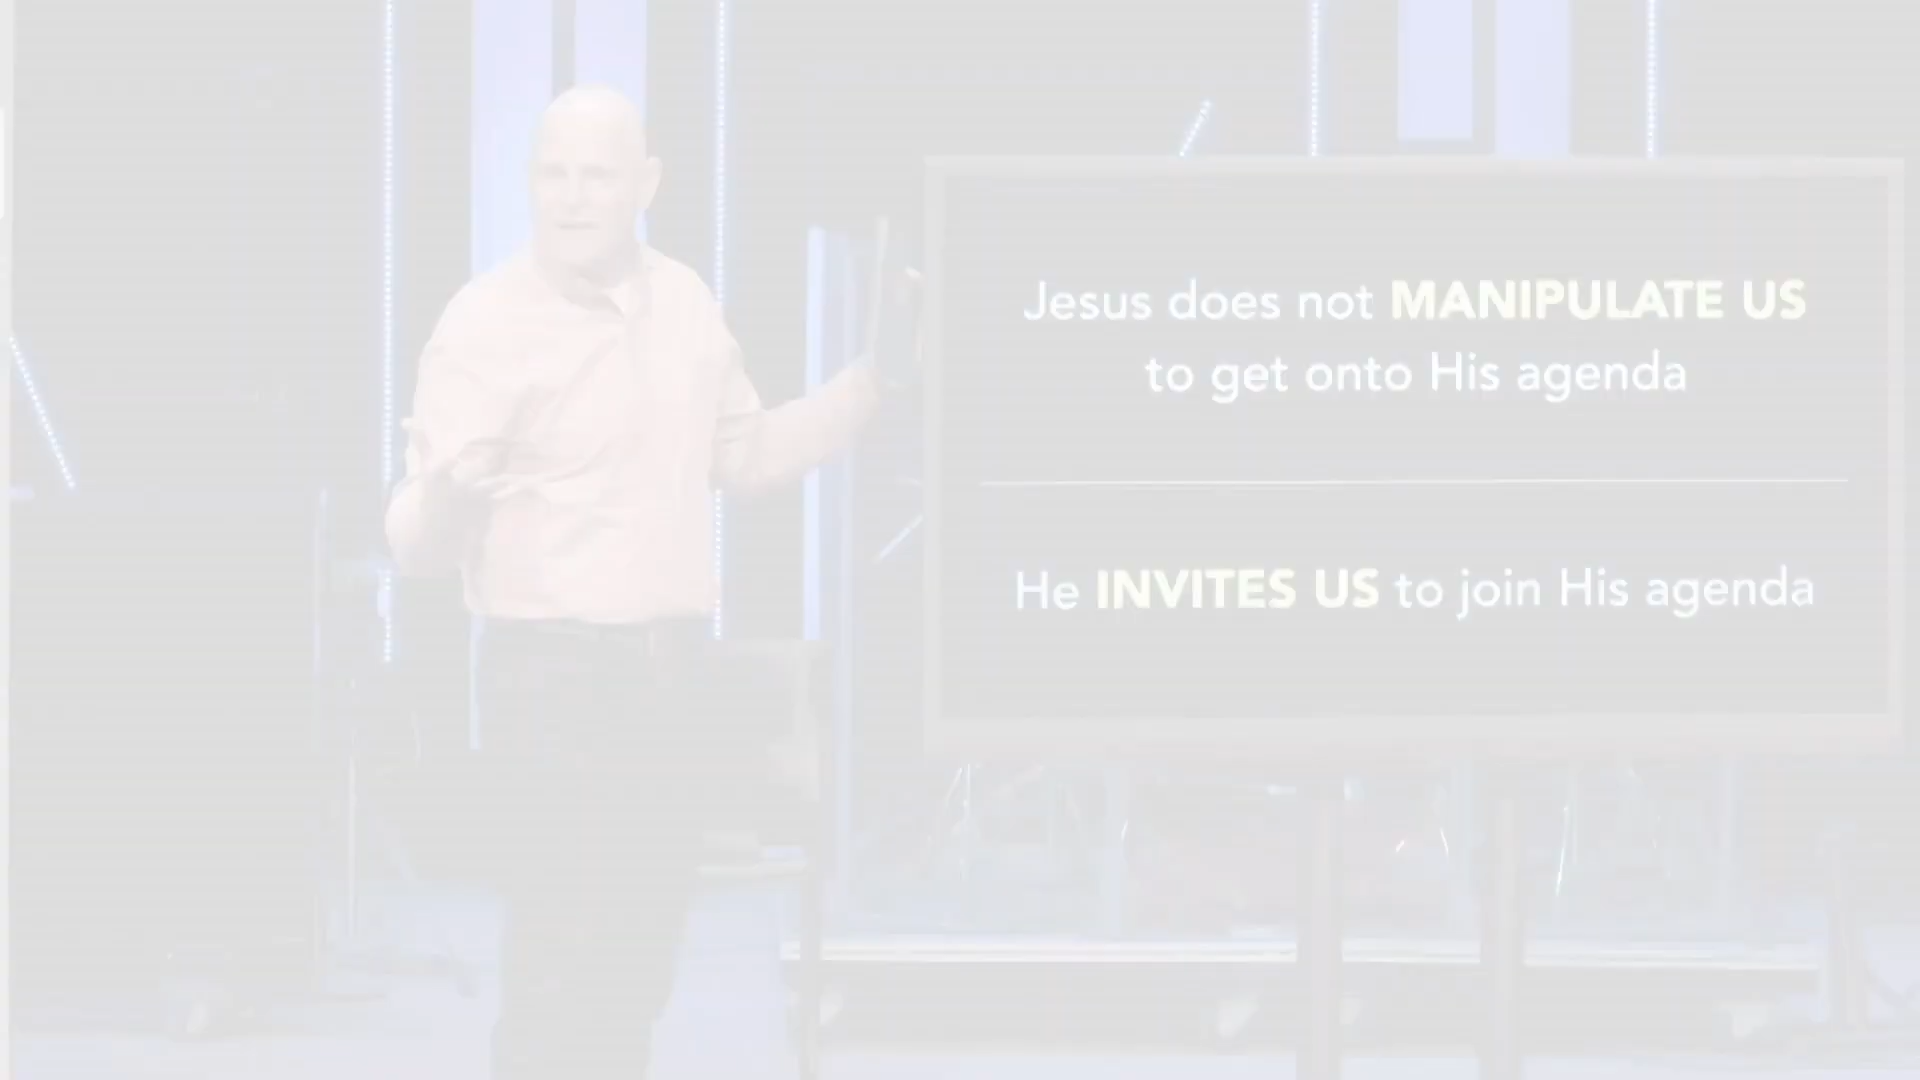 Jesus does not MANIPULATE US
to get onto His agenda
He INVITES US to join His agenda